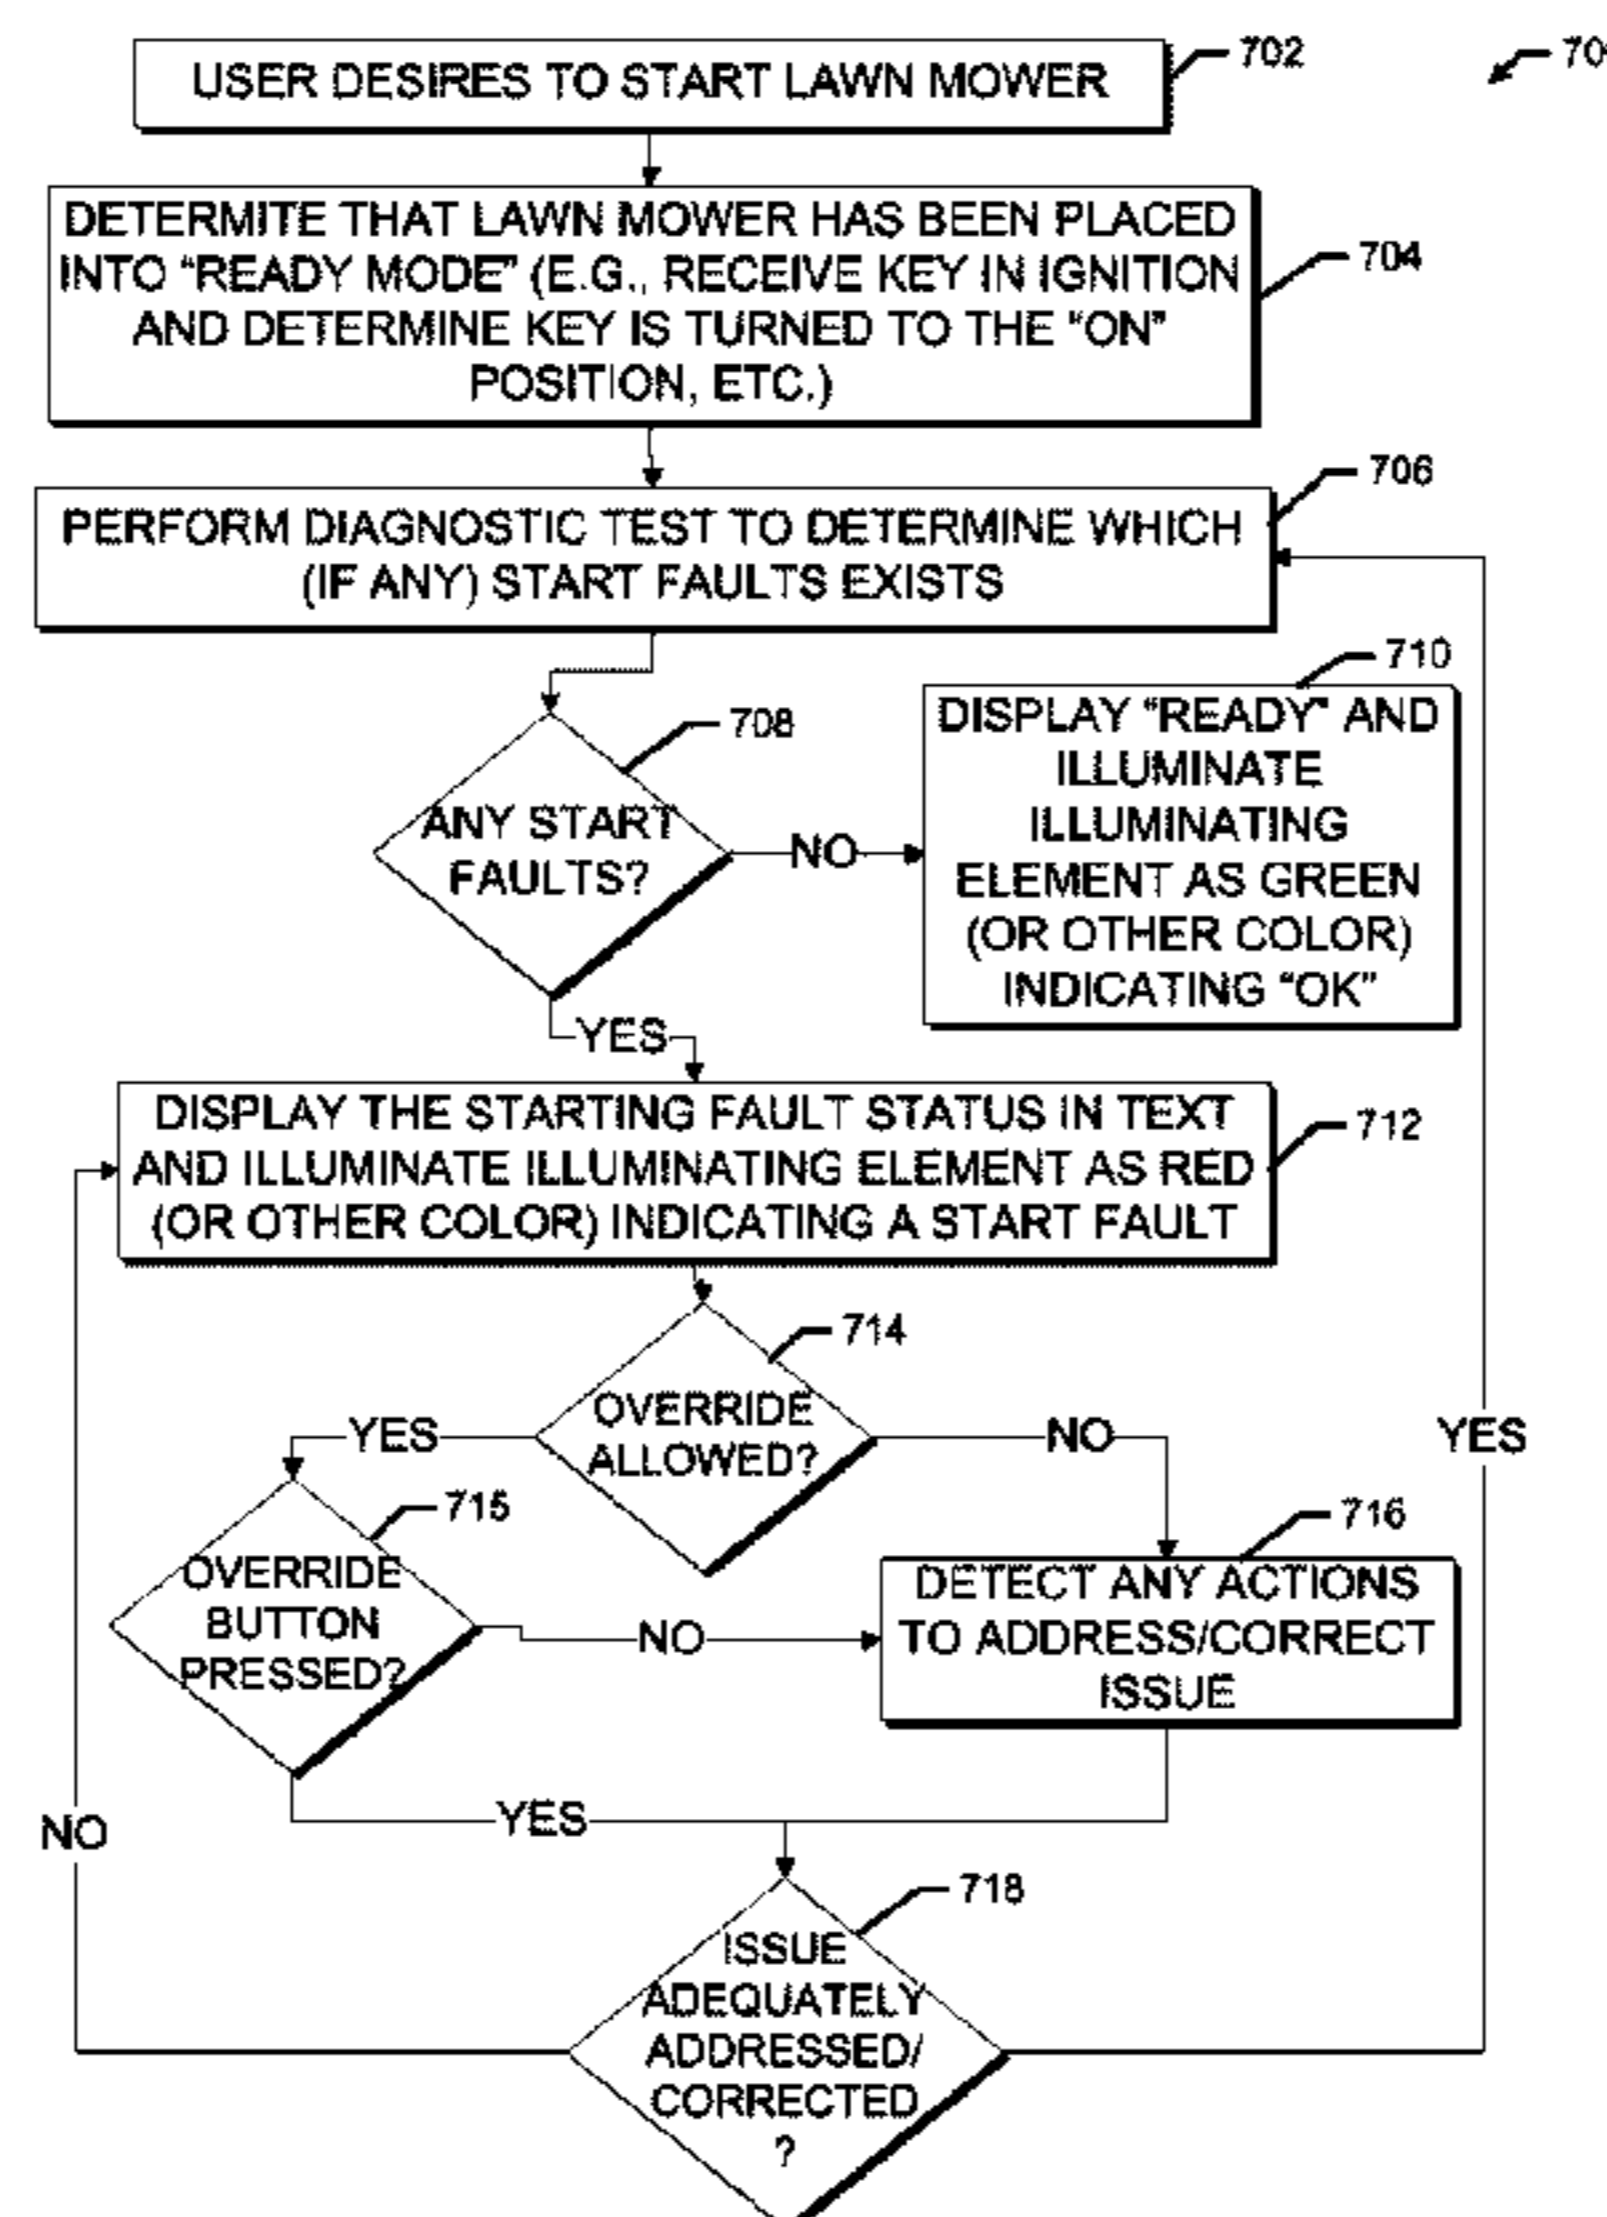 702
70
USER DESIRES TO START LAWN MOWER
DETERMITE THAT LAWN MOWER HAS BEEN PLACED
INTO “READY MODE” (E.G., RECEIVE KEY IN IGNITION
AND DETERMINE KEY IS TURNED TO THE “ON”
POSITION, ETC.)
704
706
PERFORM DIAGNOSTIC TEST TO DETERMINE WHICH
(IF ANY) START FAULTS EXISTS
710
708
DISPLAY “READY” AND
ILLUMINATE
ILLUMINATING
ELEMENT AS GREEN
(OR OTHER COLOR)
INDICATING “OK”
ANY START
FAULTS?
NO
YES
DISPLAY THE STARTING FAULT STATUS IN TEXT
AND ILLUMINATE ILLUMINATING ELEMENT AS RED
(OR OTHER COLOR) INDICATING A START FAULT
712
714
OVERRIDE
ALLOWED?
YES
NO
YES
715
716
OVERRIDE
BUTTON
PRESSED?
NO
DETECT ANY ACTIONS
TO ADDRESS/CORRECT
ISSUE
YES
NO
718
ISSUE
ADEQUATELY
ADDRESSED/
CORRECTED
?